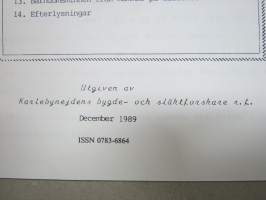 14. Efterlysningar
Utgiven av
Karlebynejdens bygde- och släktforskare r.f.
December 1989
ISSN 0783-6864